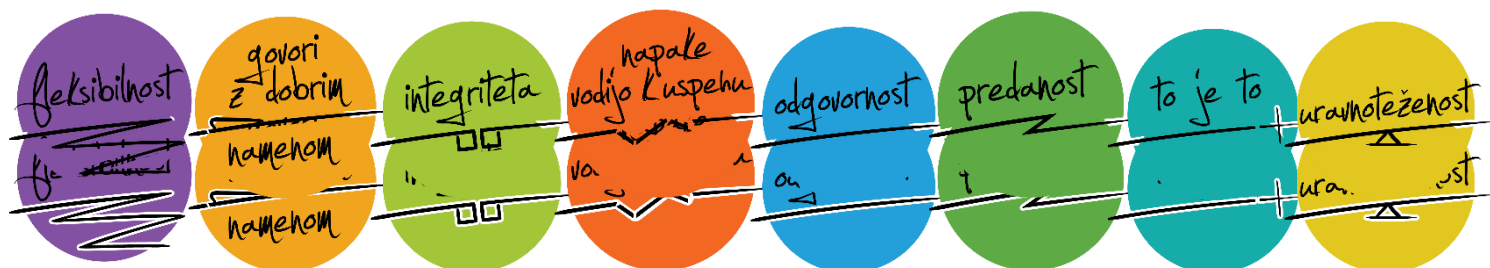 fleksibilnost
govori
z dobrim
namenom
integriteta
napake
vodijo k uspehu
odgovornost
predanost
to je to
uravnoteženost
namenom